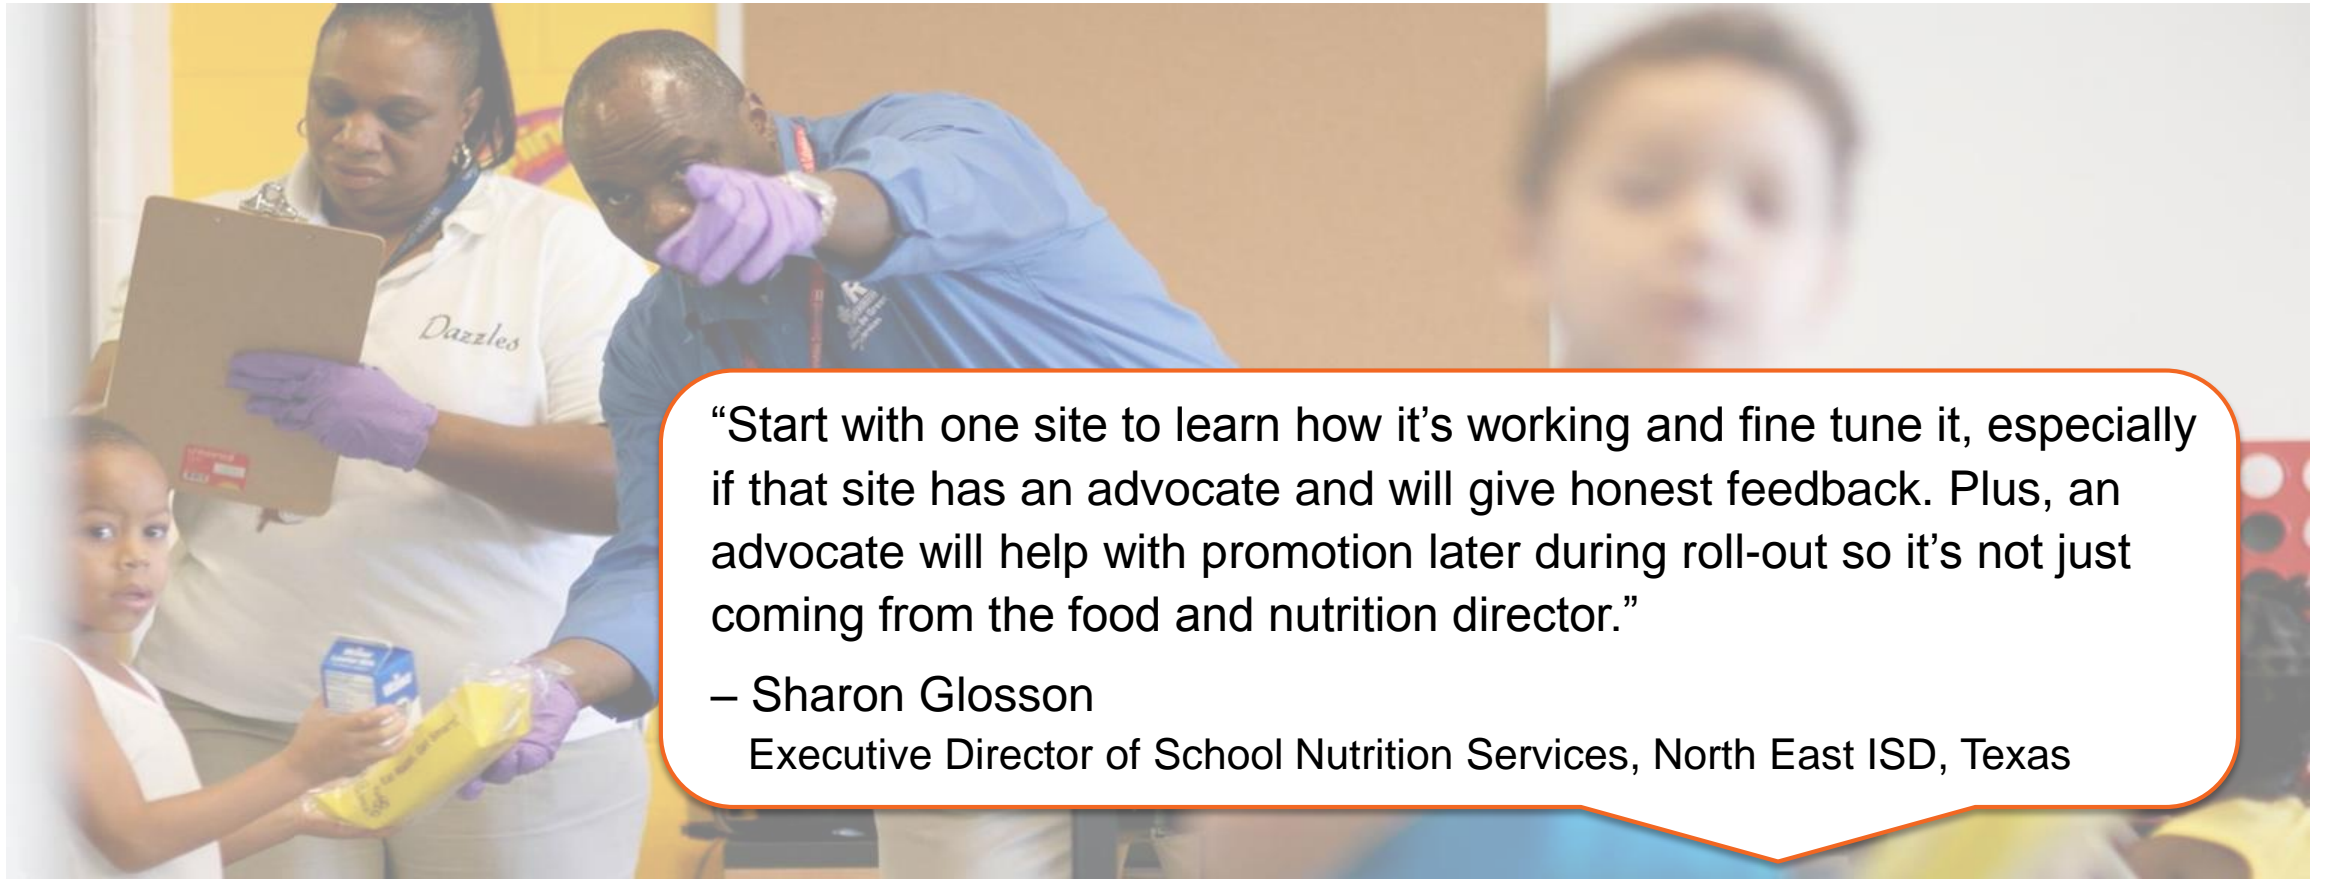 Dazzles
“Start with one site to learn how it’s working and fine tune it, especially
if that site has an advocate and will give honest feedback. Plus, an
advocate will help with promotion later during roll-out so it’s not just
coming from the food and nutrition director.”
– Sharon Glosson
Executive Director of School Nutrition Services, North East ISD, Texas